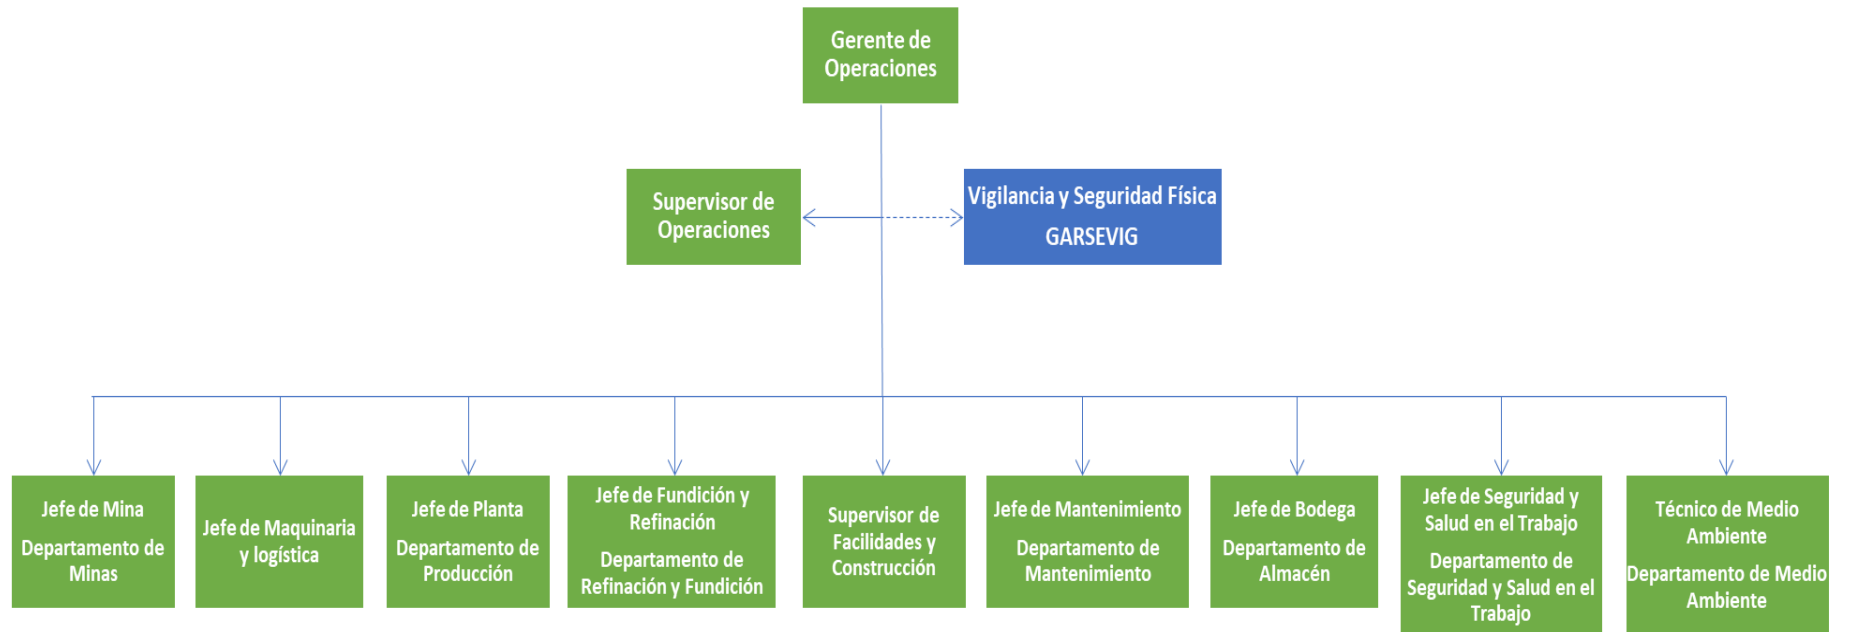 Gerente de
Operaciones
Supervisor de
Operaciones
Vigilancia y Seguridad Física
GARSEVIG
Jefe de Mina
Departamento de
Minas
Jefe de Maquinaria
y logística
Jefe de Planta
Departamento de
Producción
Jefe de Fundición y
Refinación
Departamento de
Refinación y Fundición
Supervisor de
Facilidades y
Construcción
Jefe de Mantenimiento
Departamento de
Mantenimiento
Jefe de Bodega
Departamento de
Almacén
Jefe de Seguridad y
Salud en el Trabajo
Departamento de
Seguridad y Salud en el
Trabajo
Técnico de Medio
Ambiente
Departamento de Medio
Ambiente